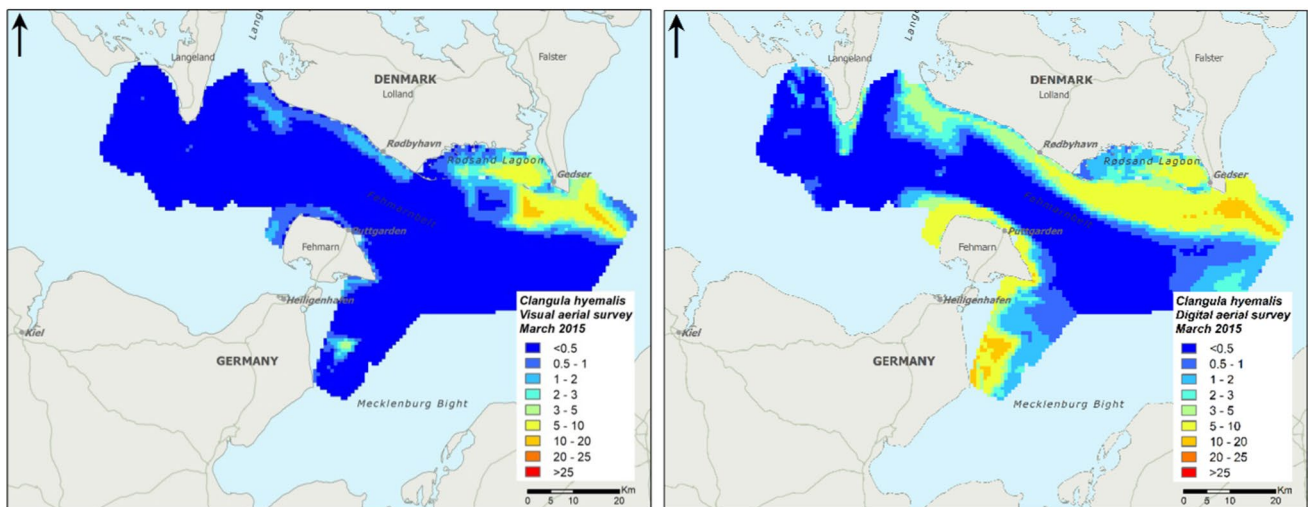 Lange
Langeland
DENMARK
Lolland
Falster
Rødbyhavn
Rødsand Lagoon
Gedser
Fehmarnbelt
Puttgarden
Fehmarn
Heiligenhafen
Kiel
GERMANY
Mecklenburg Bight
Clangula hyemalis
Visual aerial survey
March 2015
<0.5
0.5 - 1
1 - 2
2 - 3
3 - 5
5 - 10
10 - 20
20 - 25
>25
Km
0 5 10 20
Lange
Langeland
DENMARK
Lolland
Falster
Rødbyhavn
Rødsand Lagoon
Gedser
Fehmarnbelt
Puttgarden
Fehmarn
Heiligenhafen
Kiel
GERMANY
Mecklenburg Bight
Clangula hyemalis
Digital aerial survey
March 2015
<0.5
0.5 - 1
1 - 2
2 - 3
3 - 5
5 - 10
10 - 20
20 - 25
>25
Km
0 5 10 20